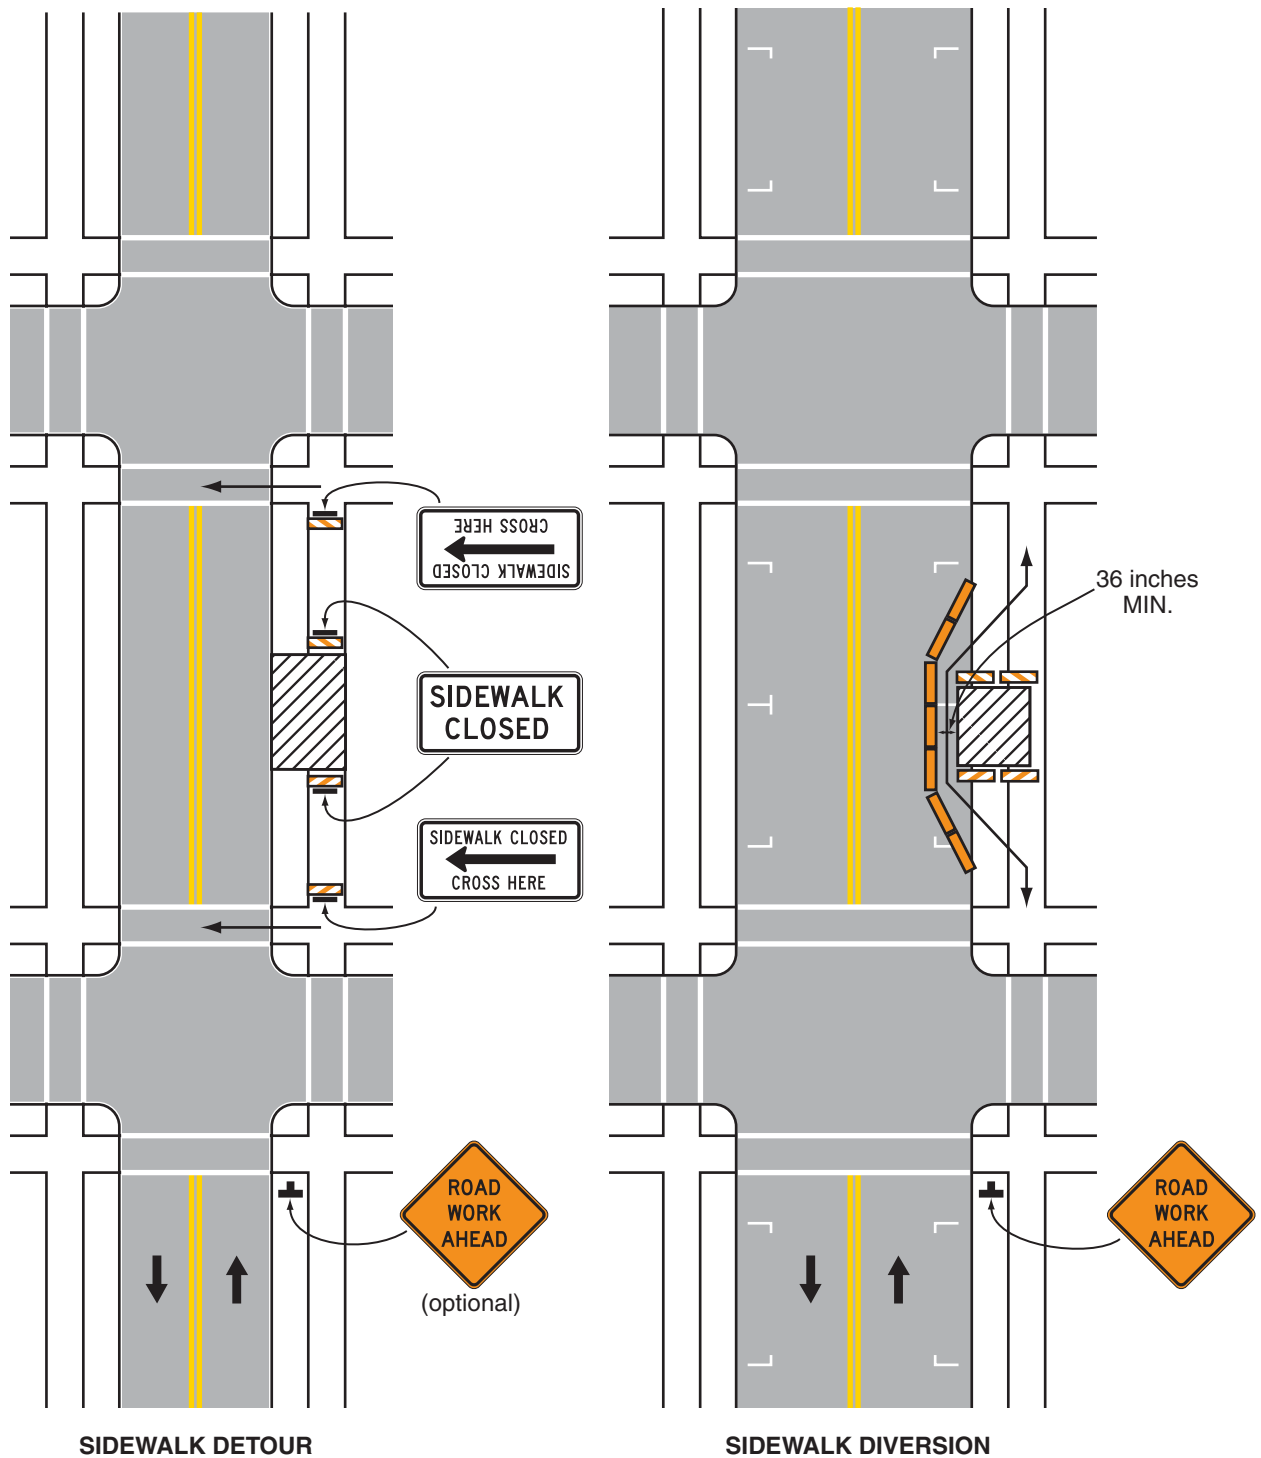 CROSS HERE
SIDEWALK CLOSED
SIDEWALK
CLOSED
SIDEWALK CLOSED
CROSS HERE
ROAD
WORK
AHEAD
(optional)
SIDEWALK DETOUR
36 inches
MIN.
ROAD
WORK
AHEAD
SIDEWALK DIVERSION